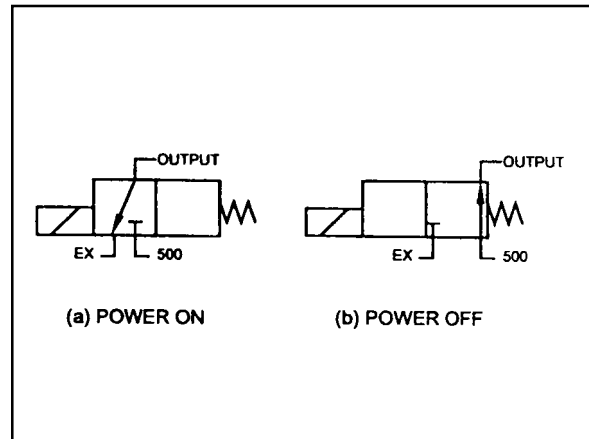 OUTPUT
EX
500
(a) POWER ON
OUTPUT
EX
500
(b) POWER OFF